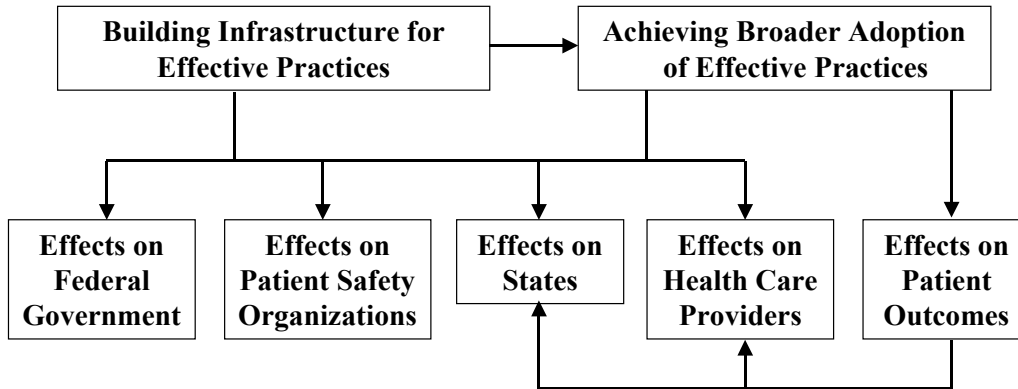 Building Infrastructure for
Effective Practices
Achieving Broader Adoption
of Effective Practices
Effects on
Federal
Government
Effects on
Patient Safety
Organizations
Effects on
States
Effects on
Health Care
Providers
Effects on
Patient
Outcomes